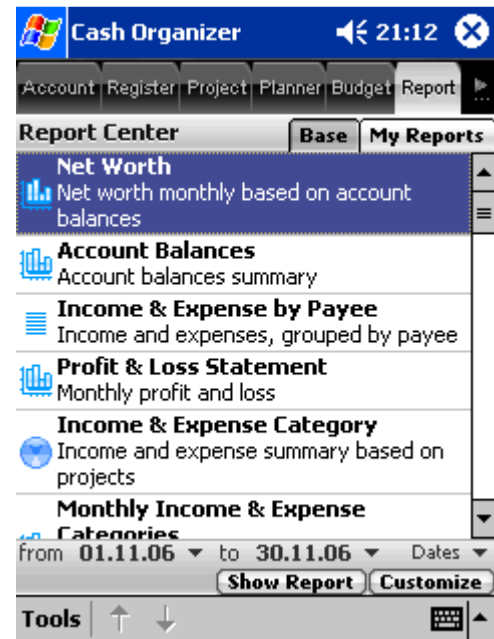 Cash Organizer 21:12
Account Register Project Planner Budget Report
Report Center Base My Reports
Net Worth
Net worth monthly based on account
balances
Account Balances
Account balances summary
Income & Expense by Payee
Income and expenses, grouped by payee
Profit & Loss Statement
Monthly profit and loss
Income & Expense Category
Income and expense summary based on
projects
Monthly Income & Expense
Categories
from 01.11.06 to 30.11.06 Dates
Show Report Customize
Tools